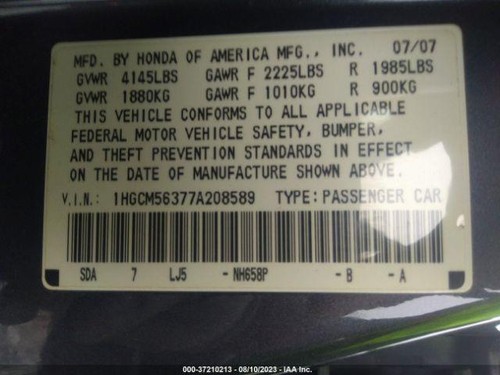 MFD. BY HONDA OF AMERICA MFG., INC. 07/07
GVWR 4145LBS GAWR F 2225LBS R 1985LBS
GVWR 1880KG GAWR F 1010KG R 900KG
THIS VEHICLE CONFORMS TO ALL APPLICABLE
FEDERAL MOTOR VEHICLE SAFETY, BUMPER,
AND THEFT PREVENTION STANDARDS IN EFFECT
ON THE DATE OF MANUFACTURE SHOWN ABOVE.
V.I.N.: 1HGCM56377A208589 TYPE: PASSENGER CAR
SDA 7 LJ5 -NH658P -B -A
000-37210213 - 08/10/2023 - IAA Inc.